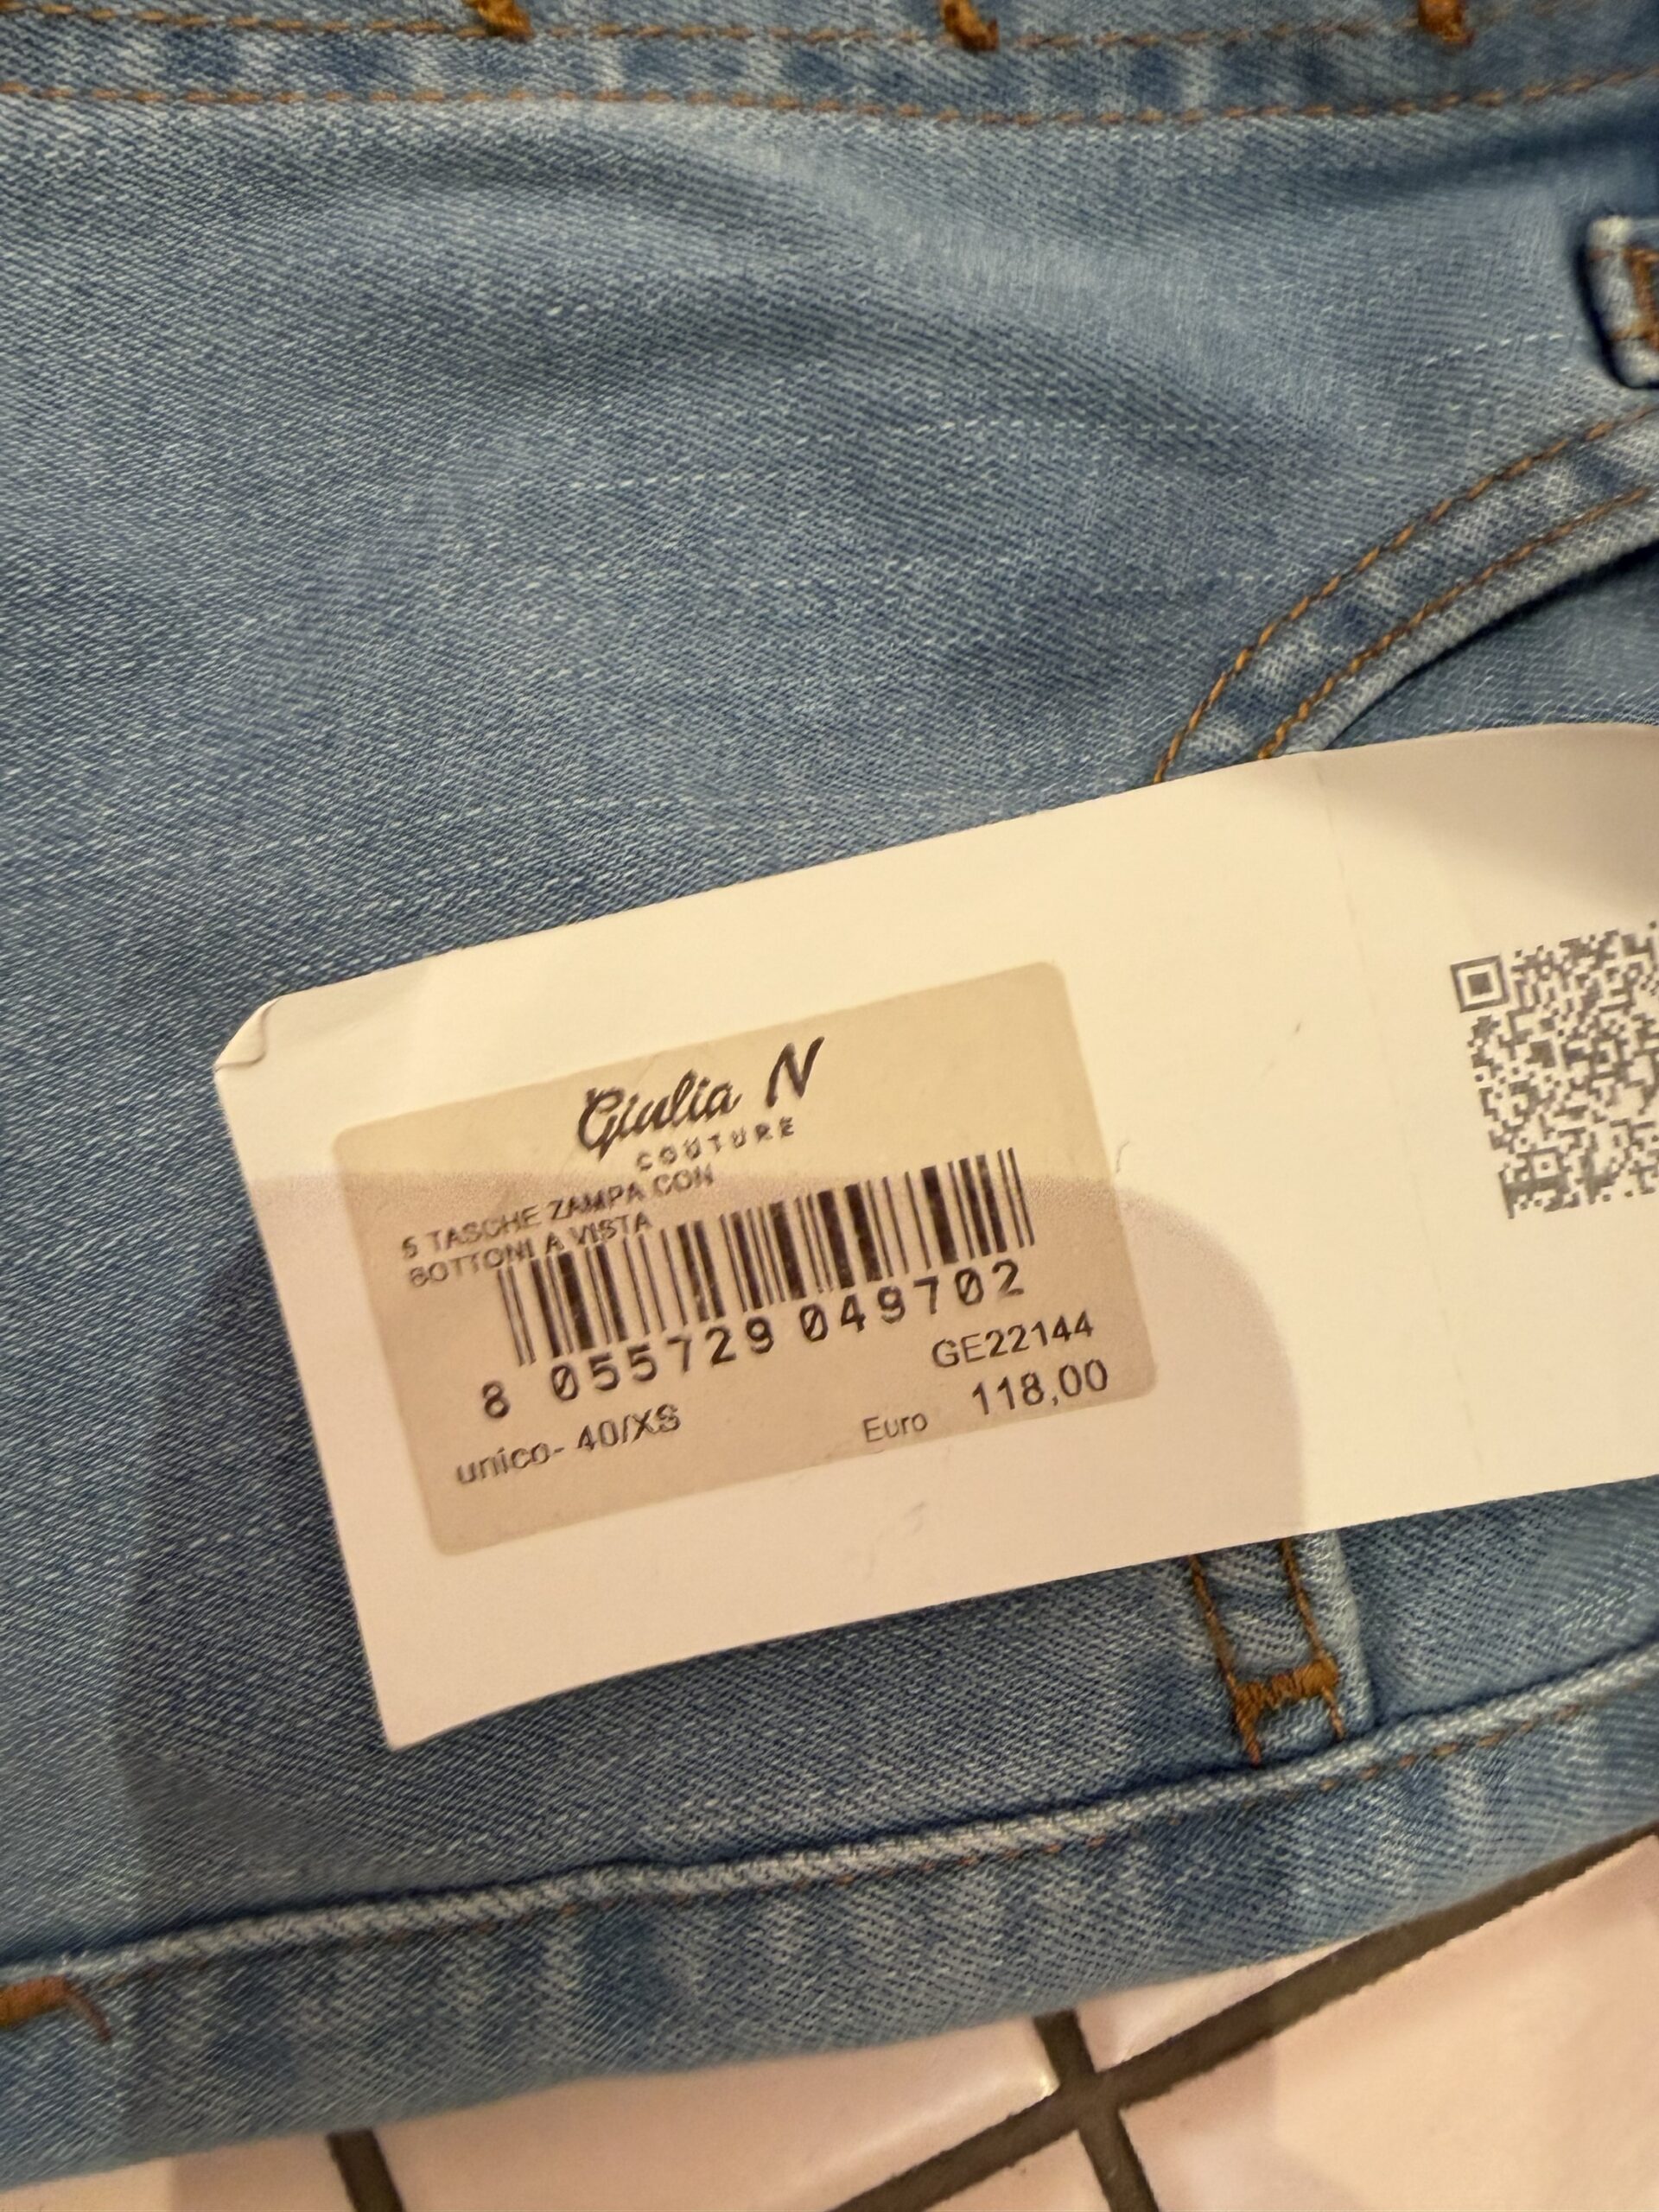 Giulia N
COUTURE
5 TASCHE ZAMPA CON
BOTTONI A VISTA
8 055729 049702
GE22144
unico- 40/XS
Euro 118,00